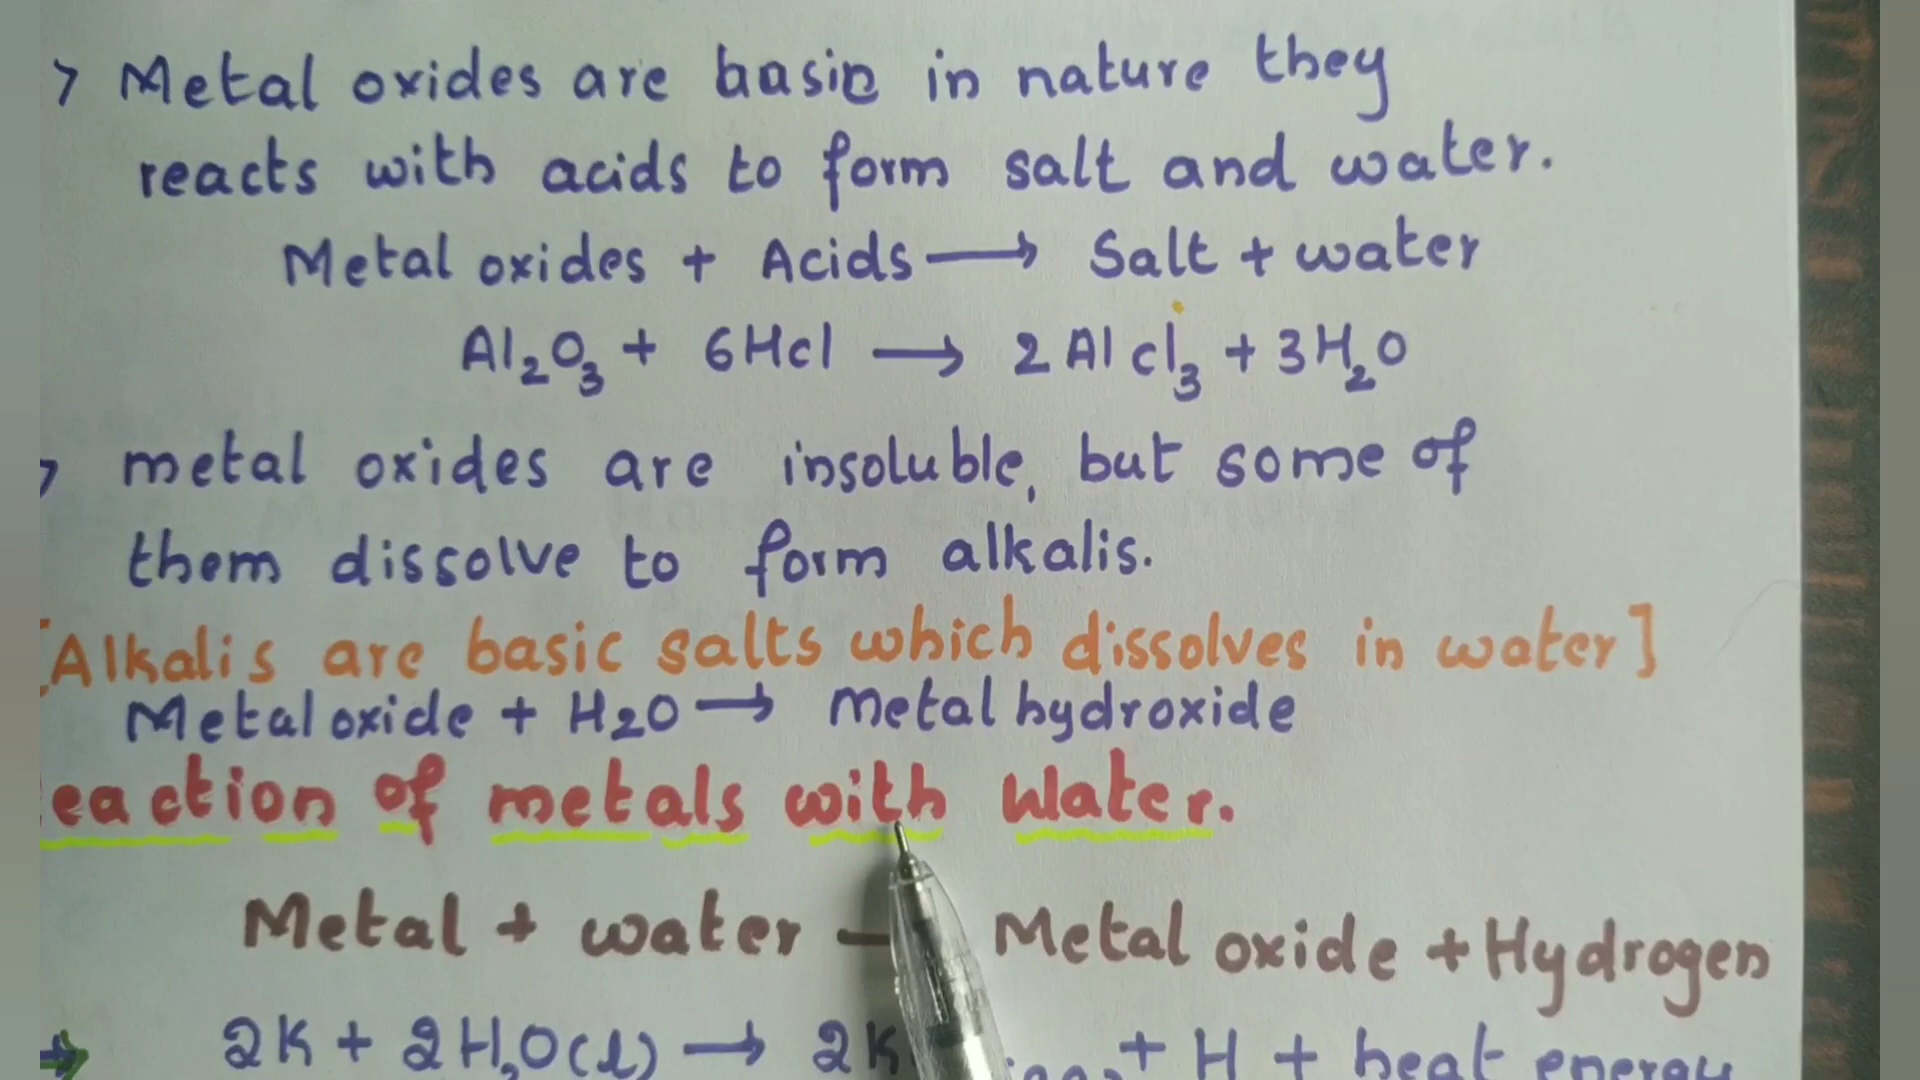 > Metal oxides are basic in nature they
reacts with acids to form salt and water.
Metal oxides + Acids → Salt + water
Al₂O₃ + 6Hcl → 2Alcl₃ + 3H₂O
> metal oxides are insoluble, but some of
them dissolve to form alkalis.
[Alkalis are basic salts which dissolves in water]
Metal oxide + H2O → metal hydroxide
eaction of metals with Water.
Metal + water – Metal oxide + Hydrogen
⇒ 2K + 2H₂O(l) → 2K + H + heat energy